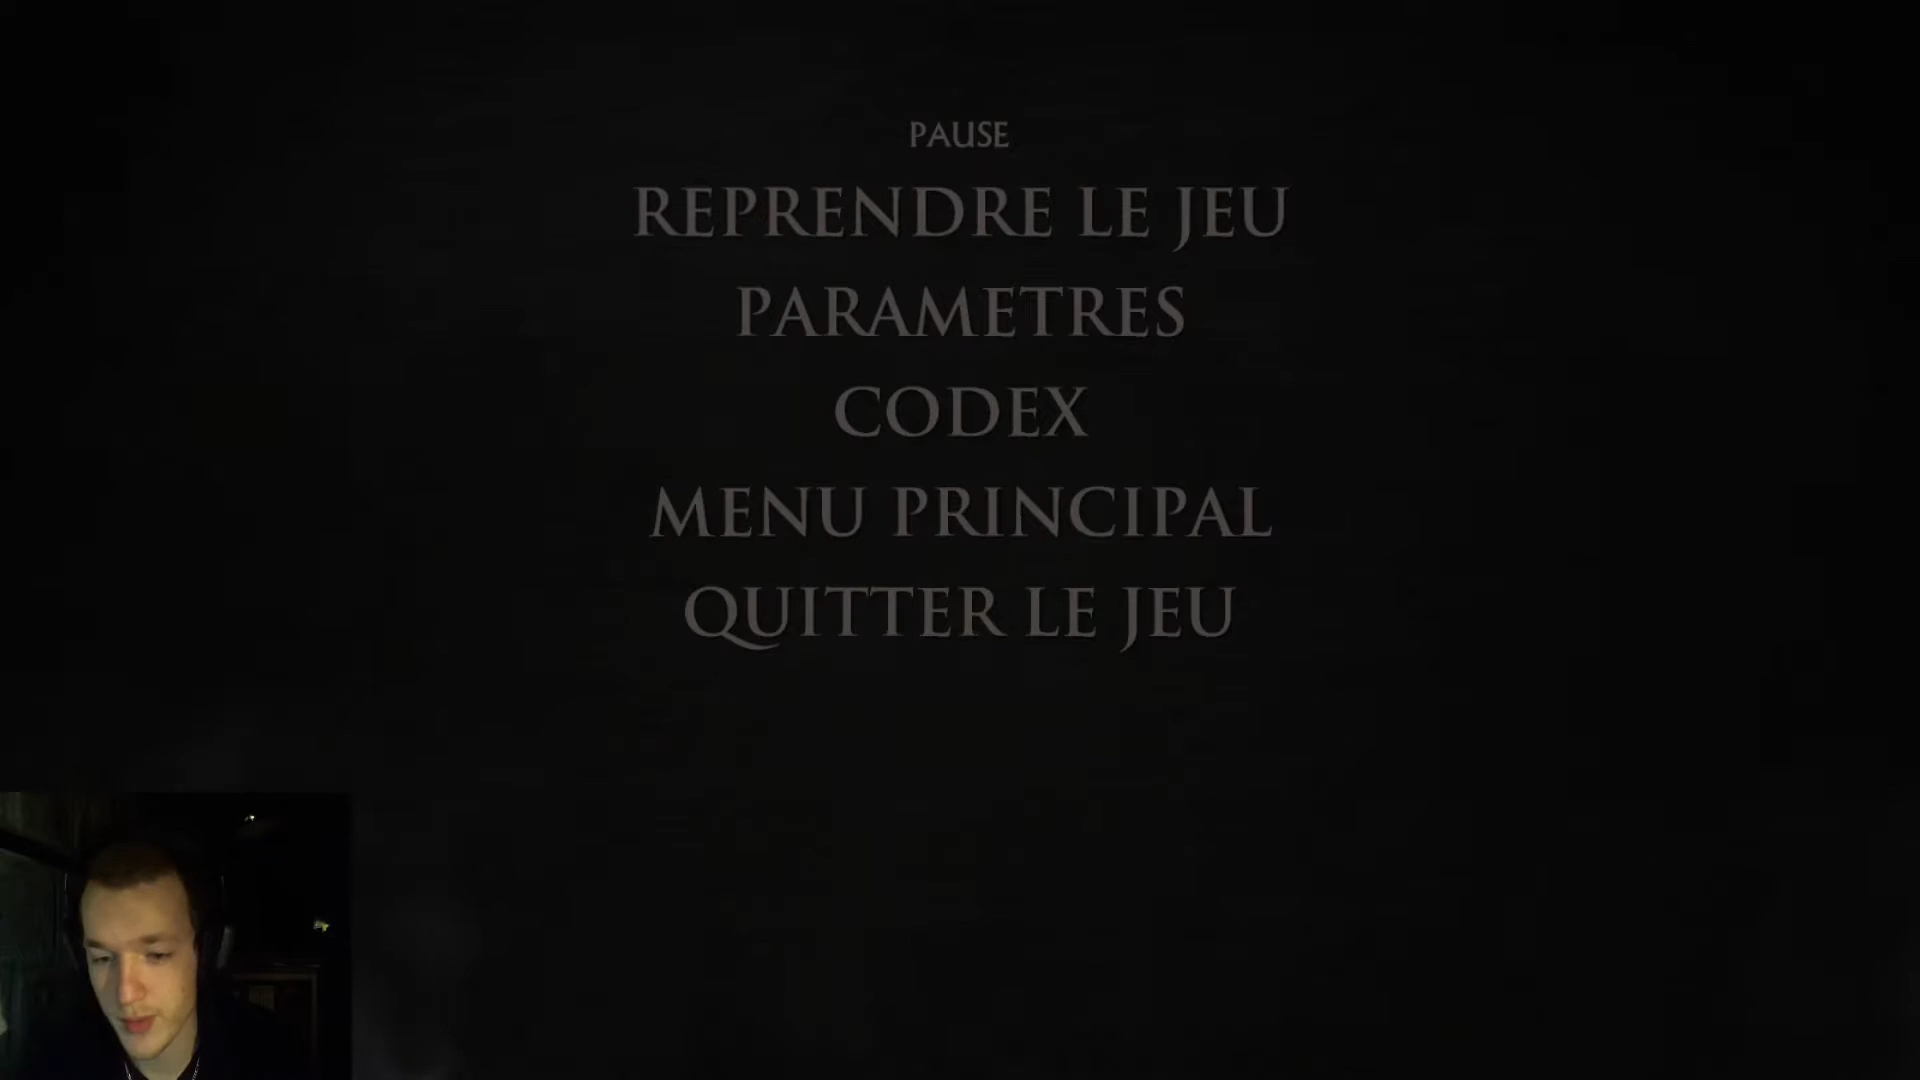 PAUSE
REPRENDRE LE JEU
PARAMETRES
CODEX
MENU PRINCIPAL
QUITTER LE JEU